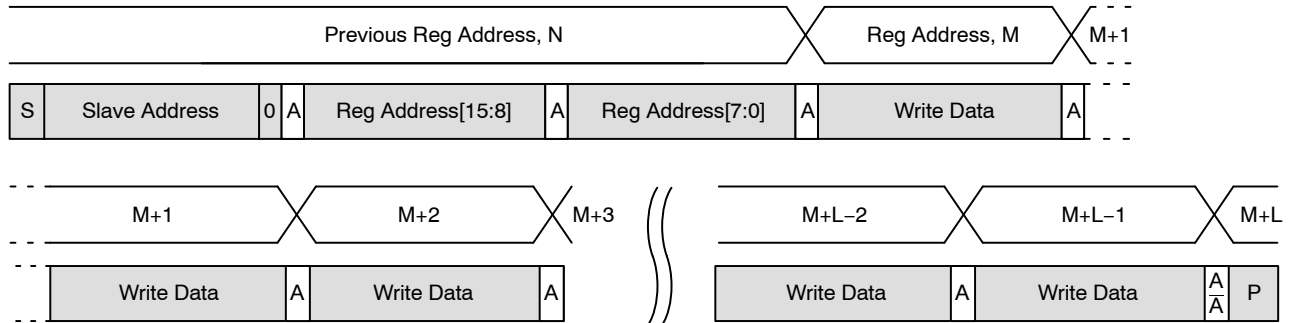 Previous Reg Address, N Reg Address, M M+1
S Slave Address 0 A Reg Address[15:8] A Reg Address[7:0] A Write Data A
M+1 M+2 M+3 M+L−2 M+L−1 M+L
Write Data A Write Data A Write Data A Write Data A P
A̅